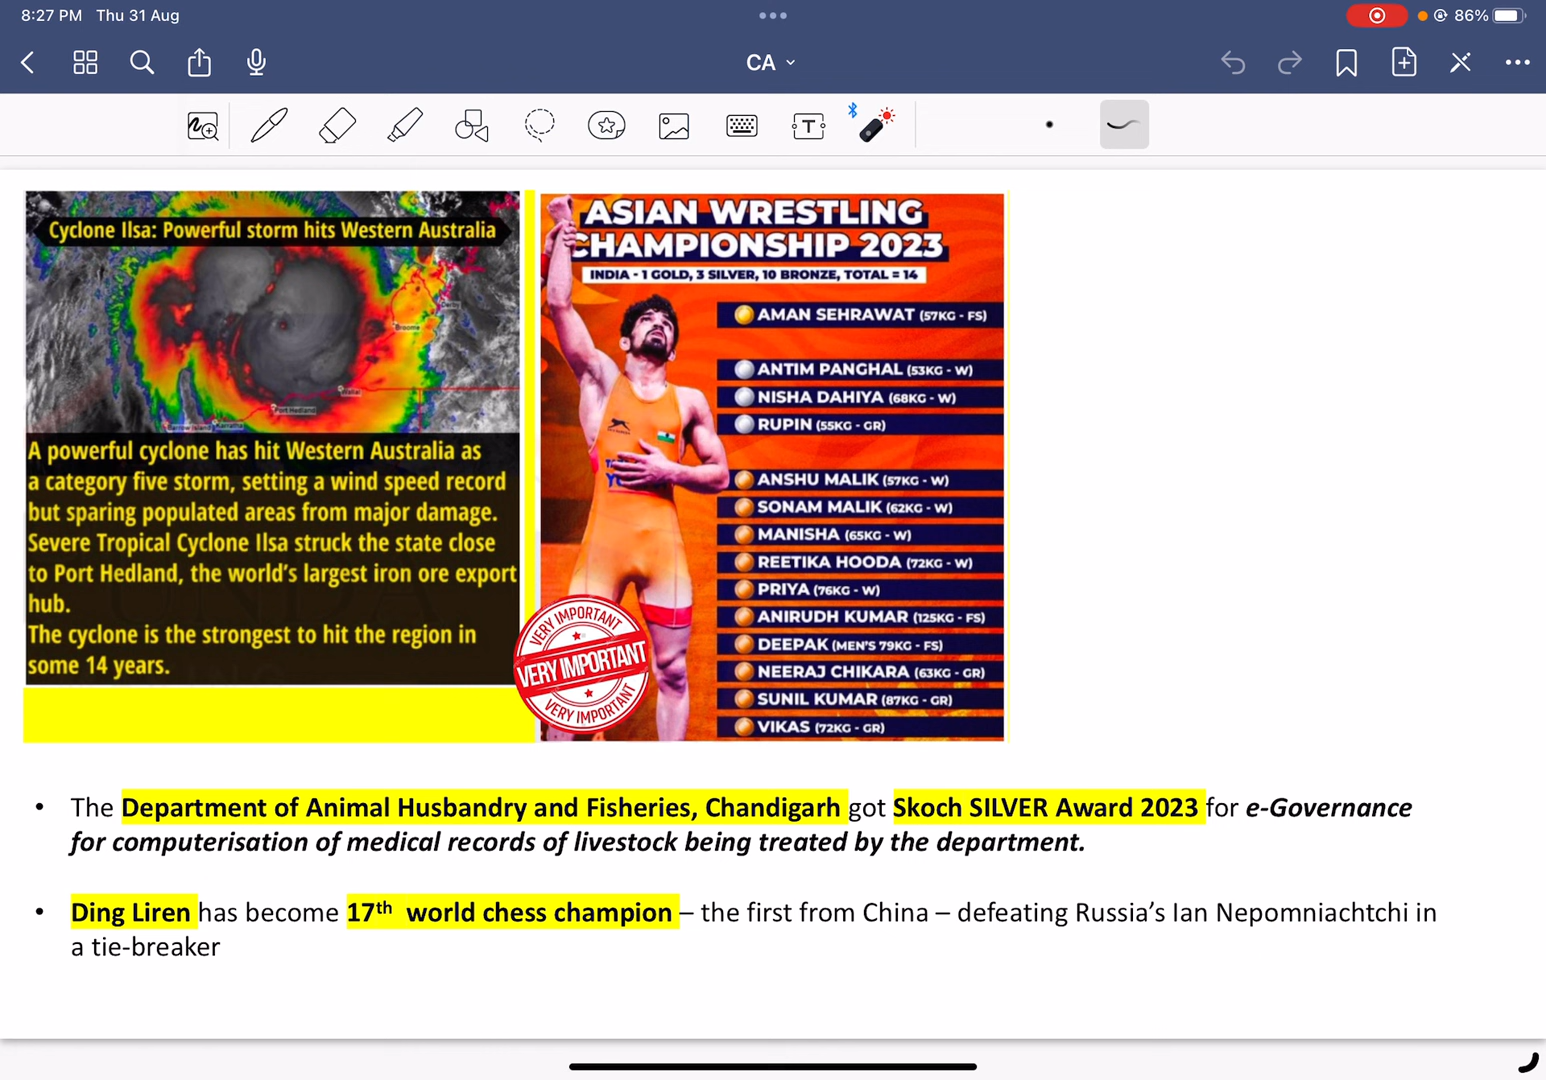 8:27 PM Thu 31 Aug
86%
CA
Cyclone Ilsa: Powerful storm hits Western Australia
Derby
Broome
Wallal
Port Hedland
Barrow Island
Karratha
A powerful cyclone has hit Western Australia as
a category five storm, setting a wind speed record
but sparing populated areas from major damage.
Severe Tropical Cyclone Ilsa struck the state close
to Port Hedland, the world's largest iron ore export
hub.
The cyclone is the strongest to hit the region in
some 14 years.
ASIAN WRESTLING
CHAMPIONSHIP 2023
INDIA - 1 GOLD, 3 SILVER, 10 BRONZE, TOTAL = 14
AMAN SEHRAWAT (57KG - FS)
ANTIM PANGHAL (53KG - W)
NISHA DAHIYA (68KG - W)
RUPIN (55KG - GR)
ANSHU MALIK (57KG - W)
SONAM MALIK (62KG - W)
MANISHA (65KG - W)
REETIKA HOODA (72KG - W)
PRIYA (76KG - W)
ANIRUDH KUMAR (125KG - FS)
DEEPAK (MEN'S 79KG - FS)
NEERAJ CHIKARA (63KG - GR)
SUNIL KUMAR (87KG - GR)
VIKAS (72KG - GR)
VERY IMPORTANT
VERY IMPORTANT
VERY IMPORTANT
• The Department of Animal Husbandry and Fisheries, Chandigarh got Skoch SILVER Award 2023 for e-Governance
for computerisation of medical records of livestock being treated by the department.
• Ding Liren has become 17th world chess champion – the first from China – defeating Russia's Ian Nepomniachtchi in
a tie-breaker